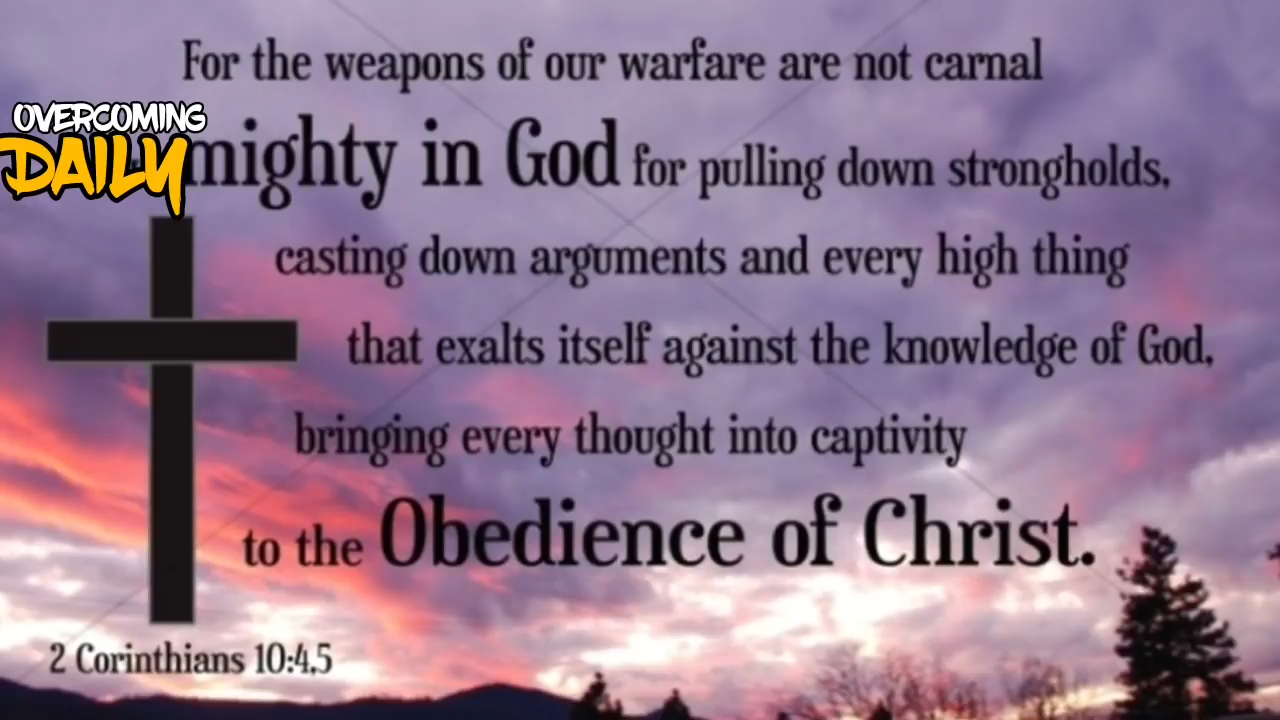 For the weapons of our warfare are not carnal
OVERCOMING
DAILY
mighty in God for pulling down strongholds,
casting down arguments and every high thing
that exalts itself against the knowledge of God,
bringing every thought into captivity
to the Obedience of Christ.
2 Corinthians 10:4,5